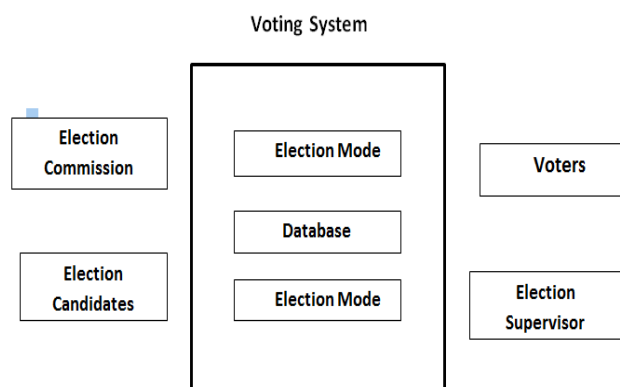 Voting System
Election
Commission
Election
Candidates
Election Mode
Database
Election Mode
Voters
Election
Supervisor